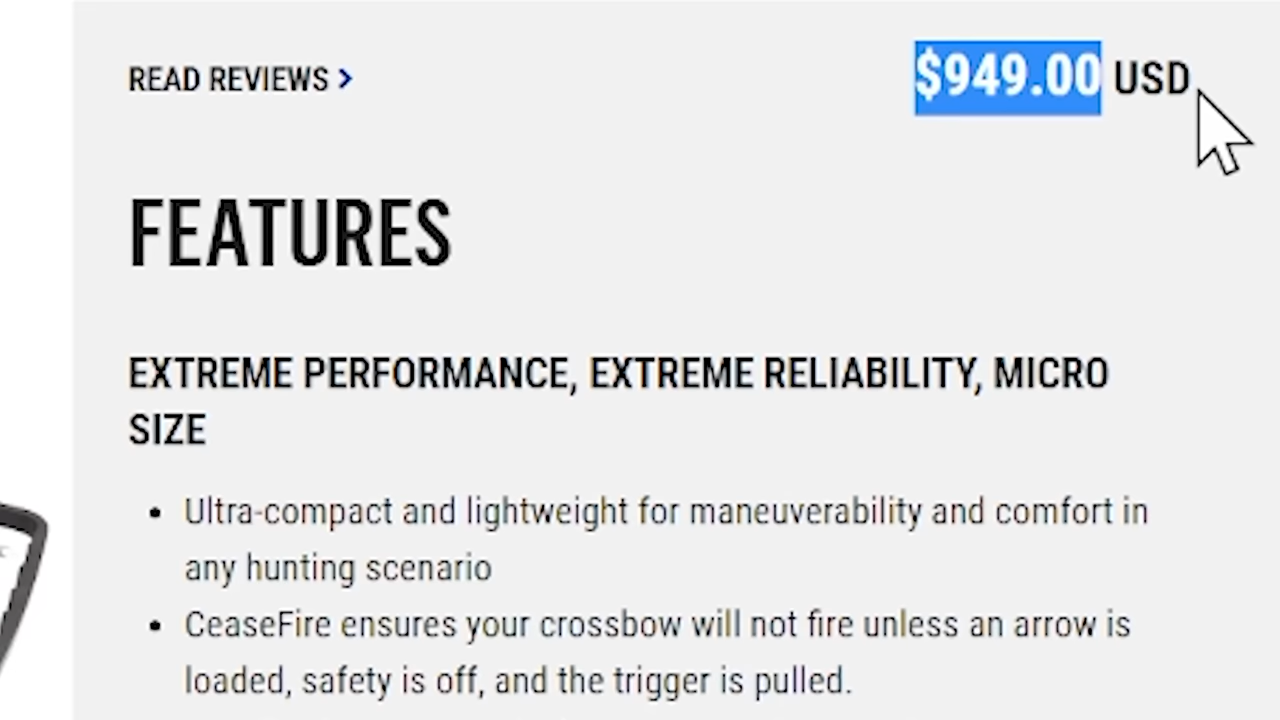 READ REVIEWS
$949.00 USD
FEATURES
EXTREME PERFORMANCE, EXTREME RELIABILITY, MICRO
SIZE
• Ultra-compact and lightweight for maneuverability and comfort in
any hunting scenario
• CeaseFire ensures your crossbow will not fire unless an arrow is
loaded, safety is off, and the trigger is pulled.